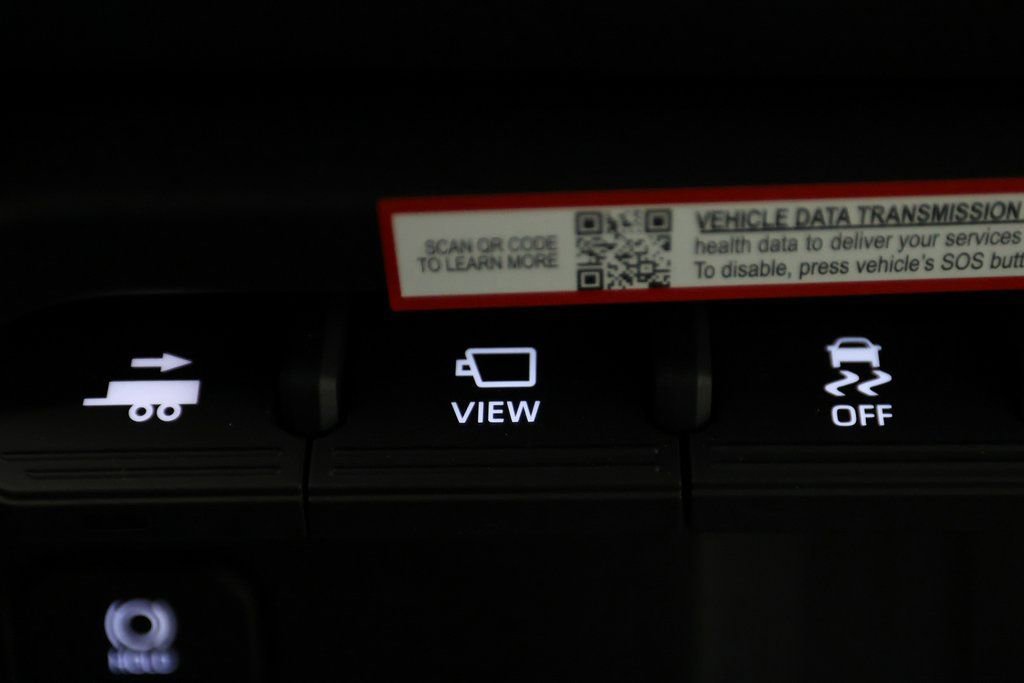 SCAN QR CODE
TO LEARN MORE
VEHICLE DATA TRANSMISSION
health data to deliver your services
To disable, press vehicle's SOS butt
VIEW
OFF
HOLD